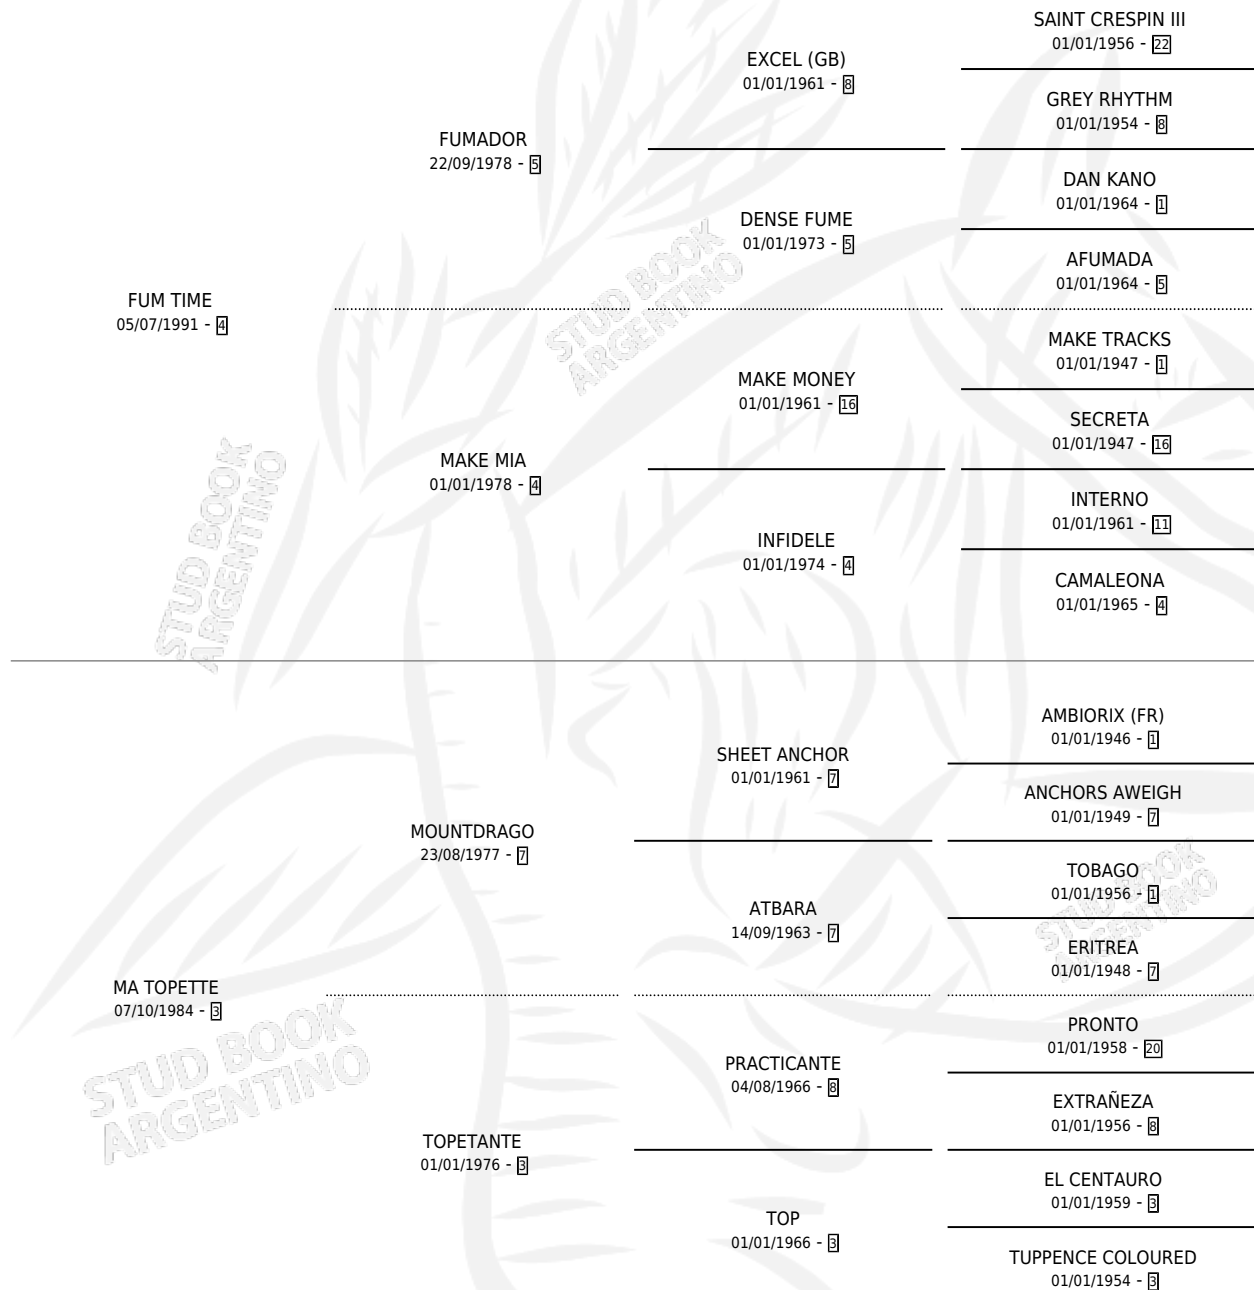 SAINT CRESPIN III
01/01/1956 - 22
EXCEL (GB)
01/01/1961 - 8
GREY RHYTHM
01/01/1954 - 8
FUMADOR
22/09/1978 - 5
DAN KANO
01/01/1964 - 1
DENSE FUME
01/01/1973 - 5
AFUMADA
01/01/1964 - 5
FUM TIME
05/07/1991 - 4
STUD BOOK
ARGENTINO
MAKE TRACKS
01/01/1947 - 1
MAKE MONEY
01/01/1961 - 16
SECRETA
01/01/1947 - 16
MAKE MIA
01/01/1978 - 4
INTERNO
01/01/1961 - 11
INFIDELE
01/01/1974 - 4
CAMALEONA
01/01/1965 - 4
STUD BOOK
ARGENTINO
AMBIORIX (FR)
01/01/1946 - 1
SHEET ANCHOR
01/01/1961 - 7
ANCHORS AWEIGH
01/01/1949 - 7
MOUNTDRAGO
23/08/1977 - 7
TOBAGO
01/01/1956 - 1
ATBARA
14/09/1963 - 7
STUD BOOK
ARGENTINO
ERITREA
01/01/1948 - 7
MA TOPETTE
07/10/1984 - 3
PRONTO
01/01/1958 - 20
PRACTICANTE
04/08/1966 - 8
EXTRAÑEZA
01/01/1956 - 8
STUD BOOK
ARGENTINO
TOPETANTE
01/01/1976 - 3
EL CENTAURO
01/01/1959 - 3
TOP
01/01/1966 - 3
TUPPENCE COLOURED
01/01/1954 - 3